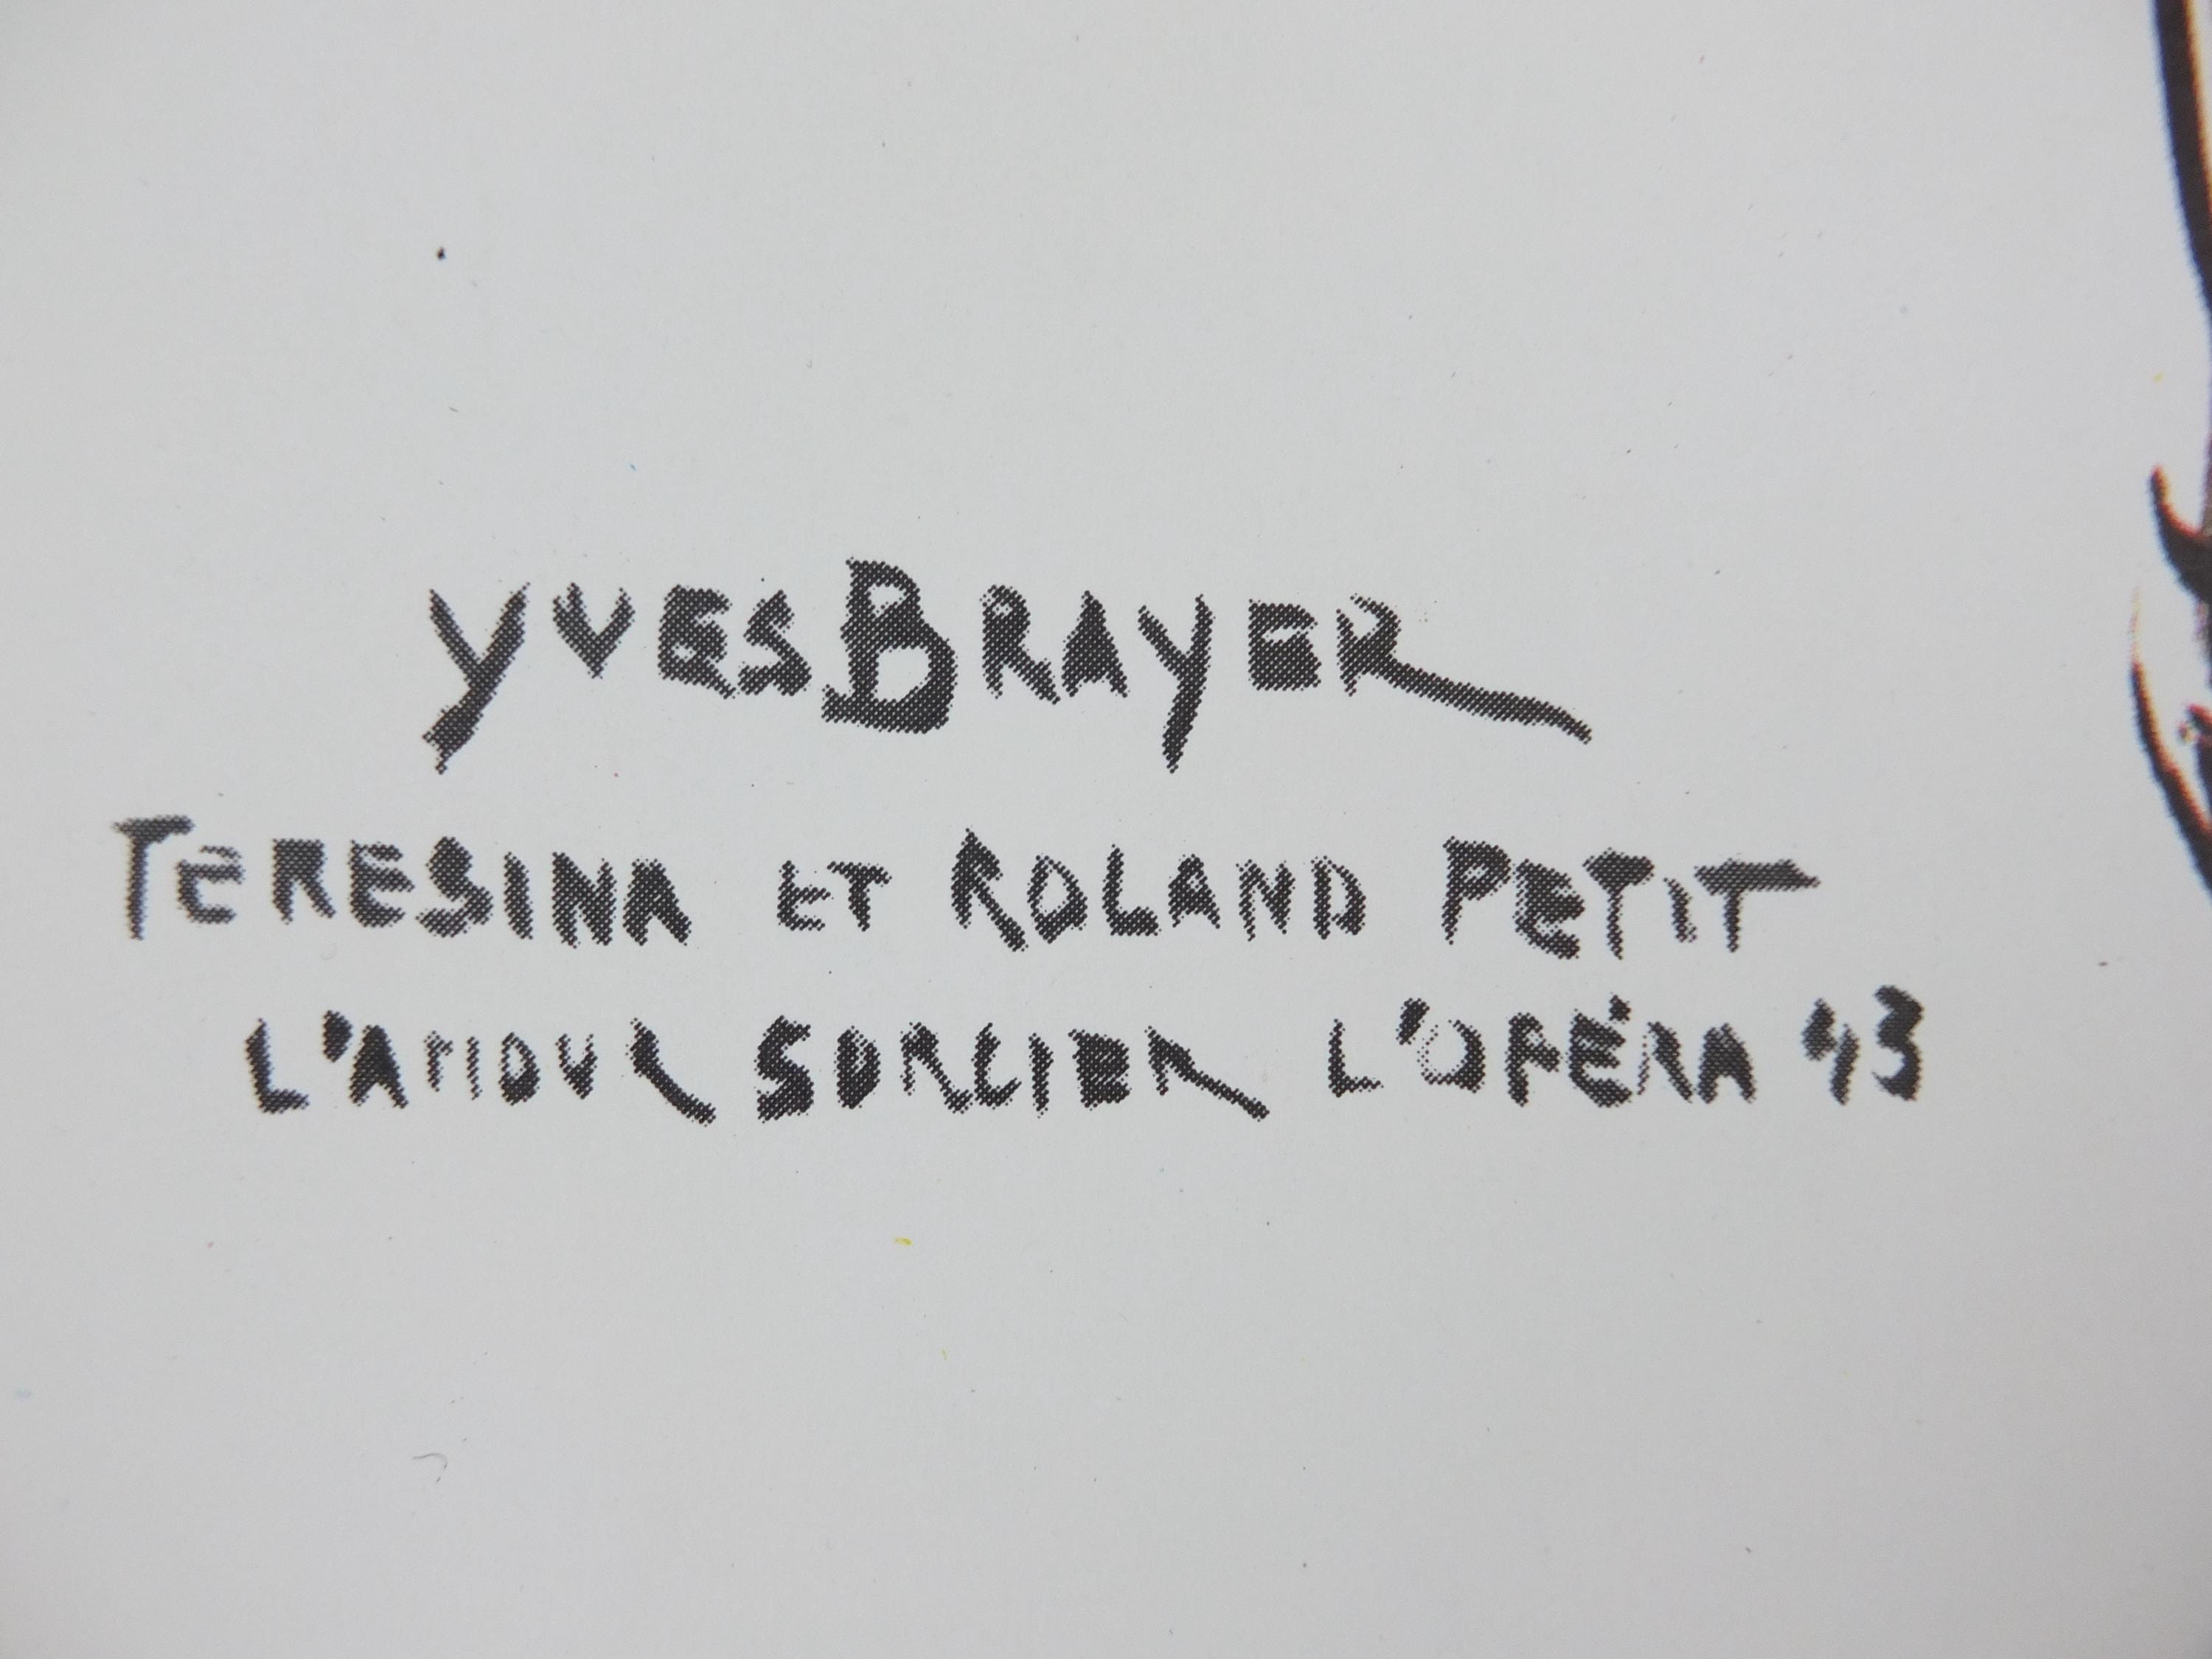 YVES BRAYER
TERESINA ET ROLAND PETIT
L'AMOUR SORCIER L'OPÉRA 43